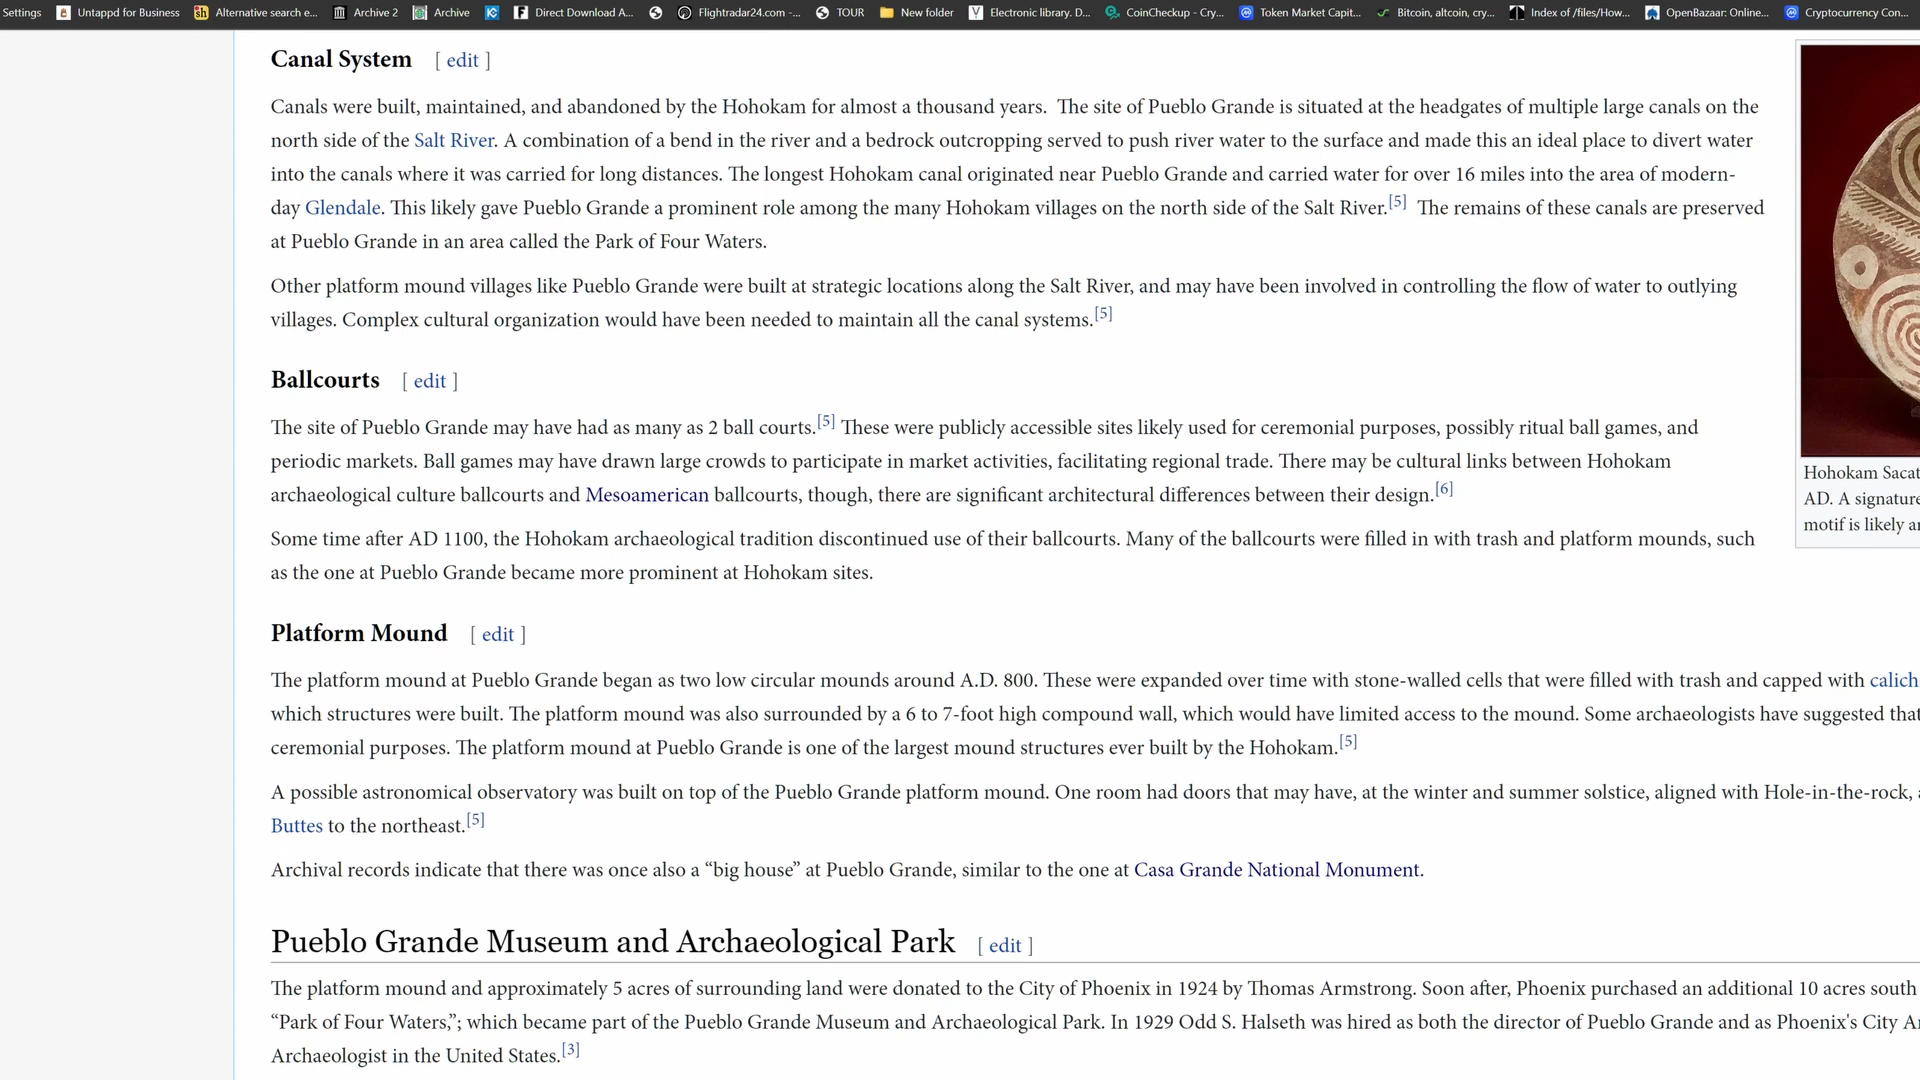 Settings Untappd for Business Alternative search e... Archive 2 Archive Direct Download A... Flightradar24.com -... TOUR New folder Electronic library. D... CoinCheckup - Cry... Token Market Capit... Bitcoin, altcoin, cry... Index of /files/How... OpenBazaar: Online... Cryptocurrency Con...
Canal System [ edit ]
Canals were built, maintained, and abandoned by the Hohokam for almost a thousand years. The site of Pueblo Grande is situated at the headgates of multiple large canals on the
north side of the Salt River. A combination of a bend in the river and a bedrock outcropping served to push river water to the surface and made this an ideal place to divert water
into the canals where it was carried for long distances. The longest Hohokam canal originated near Pueblo Grande and carried water for over 16 miles into the area of modern-
day Glendale. This likely gave Pueblo Grande a prominent role among the many Hohokam villages on the north side of the Salt River.[5] The remains of these canals are preserved
at Pueblo Grande in an area called the Park of Four Waters.
Other platform mound villages like Pueblo Grande were built at strategic locations along the Salt River, and may have been involved in controlling the flow of water to outlying
villages. Complex cultural organization would have been needed to maintain all the canal systems.[5]
Ballcourts [ edit ]
The site of Pueblo Grande may have had as many as 2 ball courts.[5] These were publicly accessible sites likely used for ceremonial purposes, possibly ritual ball games, and
periodic markets. Ball games may have drawn large crowds to participate in market activities, facilitating regional trade. There may be cultural links between Hohokam
archaeological culture ballcourts and Mesoamerican ballcourts, though, there are significant architectural differences between their design.[6]
Some time after AD 1100, the Hohokam archaeological tradition discontinued use of their ballcourts. Many of the ballcourts were filled in with trash and platform mounds, such
as the one at Pueblo Grande became more prominent at Hohokam sites.
Hohokam Sacat
AD. A signature
motif is likely a
Platform Mound [ edit ]
The platform mound at Pueblo Grande began as two low circular mounds around A.D. 800. These were expanded over time with stone-walled cells that were filled with trash and capped with calich
which structures were built. The platform mound was also surrounded by a 6 to 7-foot high compound wall, which would have limited access to the mound. Some archaeologists have suggested that
ceremonial purposes. The platform mound at Pueblo Grande is one of the largest mound structures ever built by the Hohokam.[5]
A possible astronomical observatory was built on top of the Pueblo Grande platform mound. One room had doors that may have, at the winter and summer solstice, aligned with Hole-in-the-rock, a
Buttes to the northeast.[5]
Archival records indicate that there was once also a “big house” at Pueblo Grande, similar to the one at Casa Grande National Monument.
Pueblo Grande Museum and Archaeological Park [ edit ]
The platform mound and approximately 5 acres of surrounding land were donated to the City of Phoenix in 1924 by Thomas Armstrong. Soon after, Phoenix purchased an additional 10 acres south
“Park of Four Waters,”; which became part of the Pueblo Grande Museum and Archaeological Park. In 1929 Odd S. Halseth was hired as both the director of Pueblo Grande and as Phoenix's City A
Archaeologist in the United States.[3]